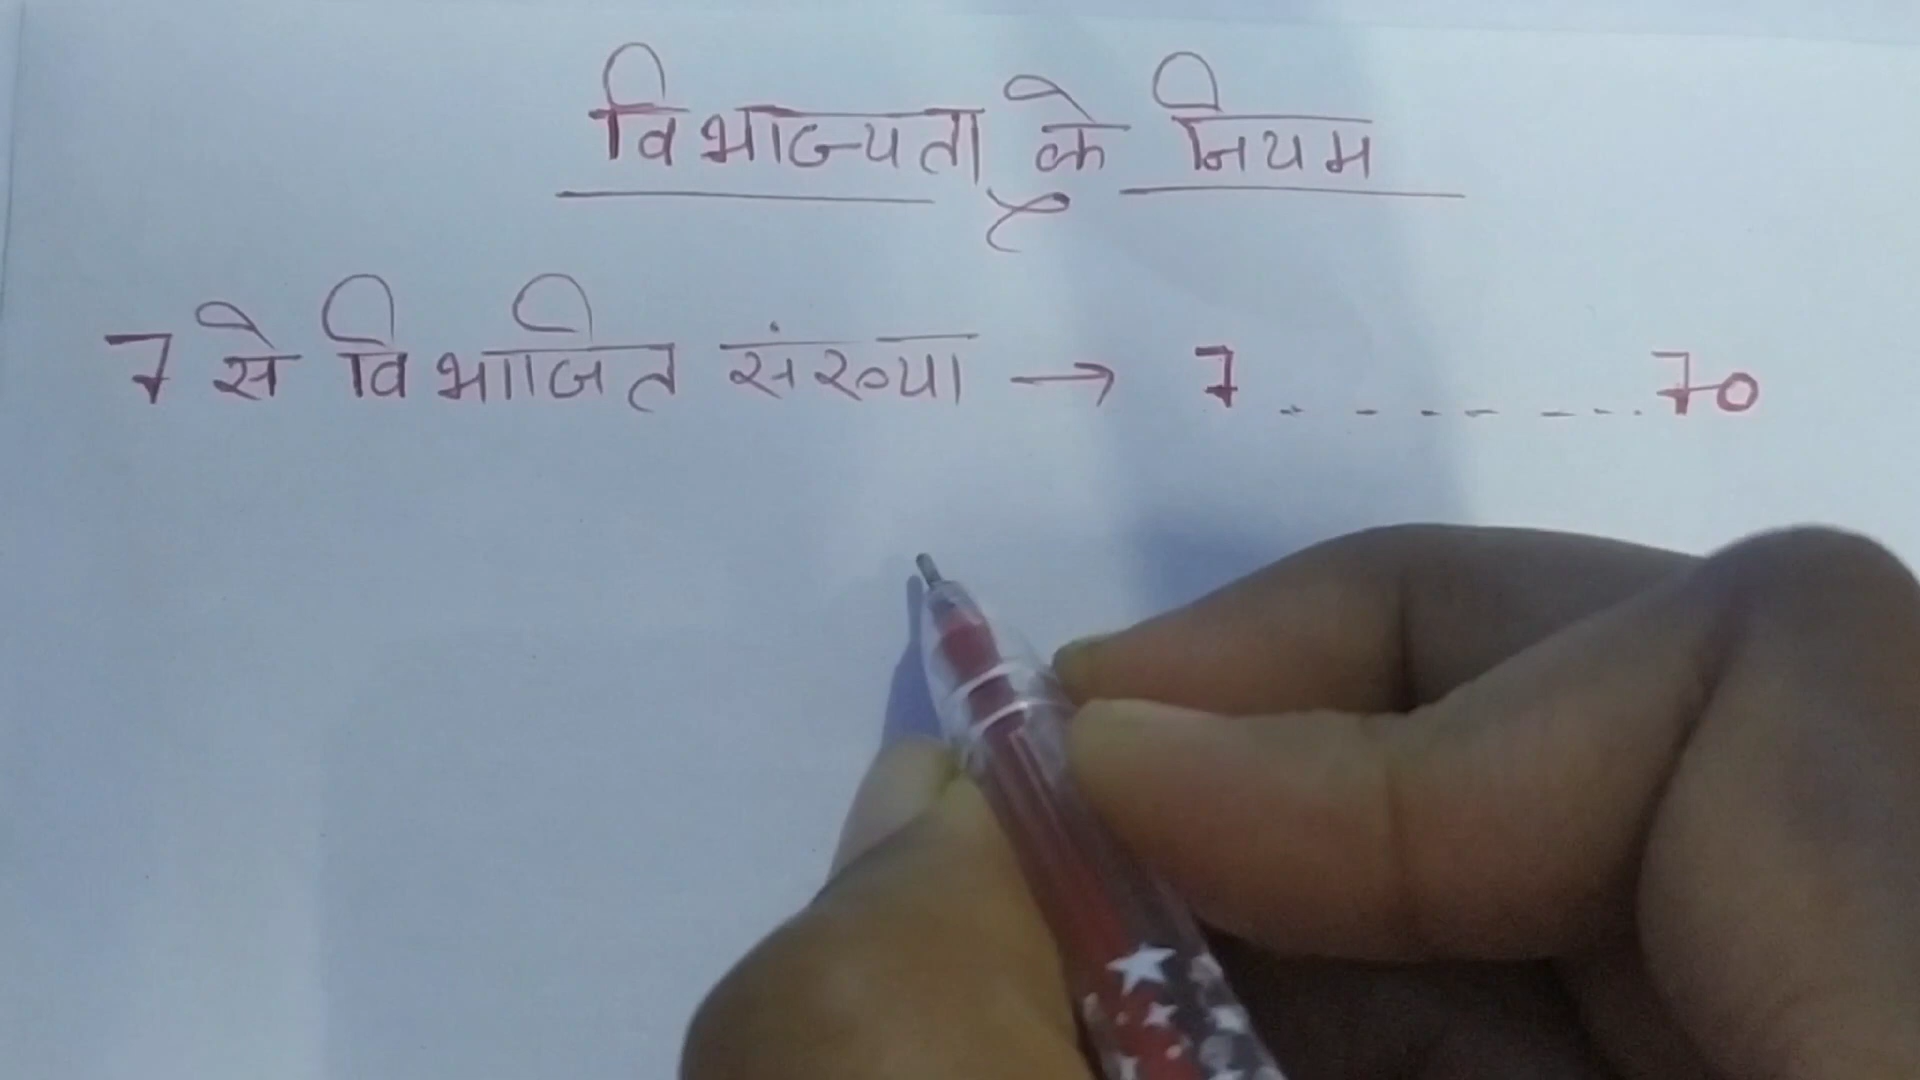 विभाज्यता के नियम
7 से विभाजित संख्या → 7 - - - - - - - 70